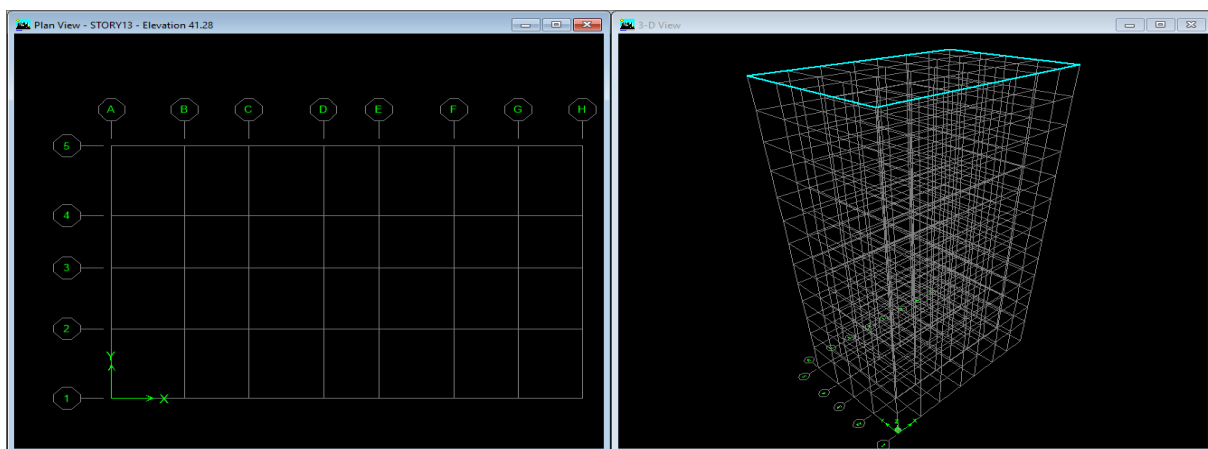 Plan View - STORY13 - Elevation 41.28
A B C D E F G H
5
4
3
2
Y
X
1
3-D View